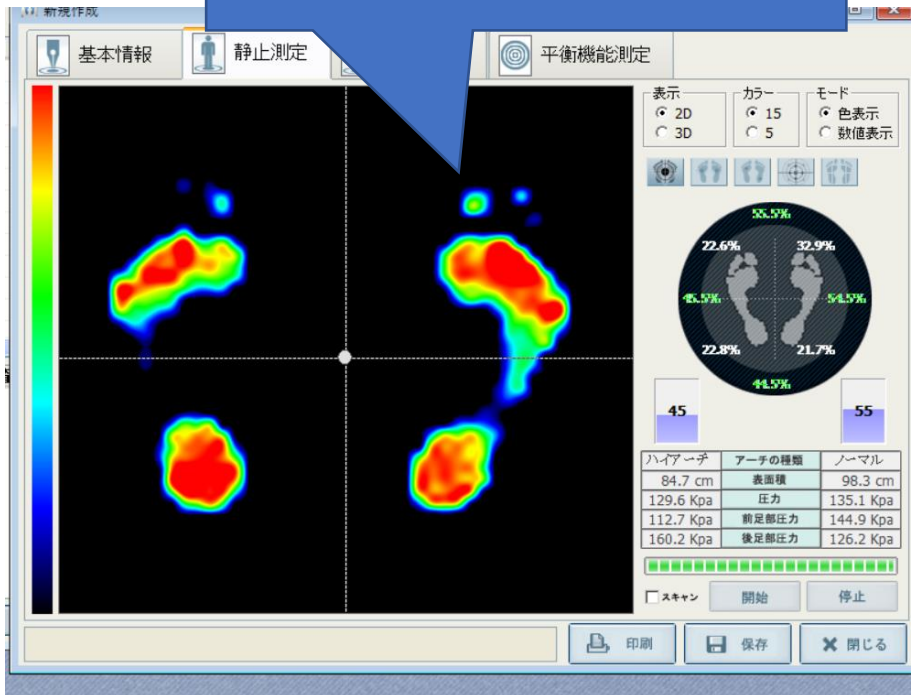 新規作成
基本情報
静止測定
平衡機能測定
表示 カラー モード
2D 15 色表示
3D 5 数値表示
55.5%
22.6% 32.9%
45.5% 54.5%
22.8% 21.7%
44.5%
45 55
ハイアーチ アーチの種類 ノーマル
84.7 cm 表面積 98.3 cm
129.6 Kpa 圧力 135.1 Kpa
112.7 Kpa 前足部圧力 144.9 Kpa
160.2 Kpa 後足部圧力 126.2 Kpa
スキャン 開始 停止
印刷 保存 閉じる